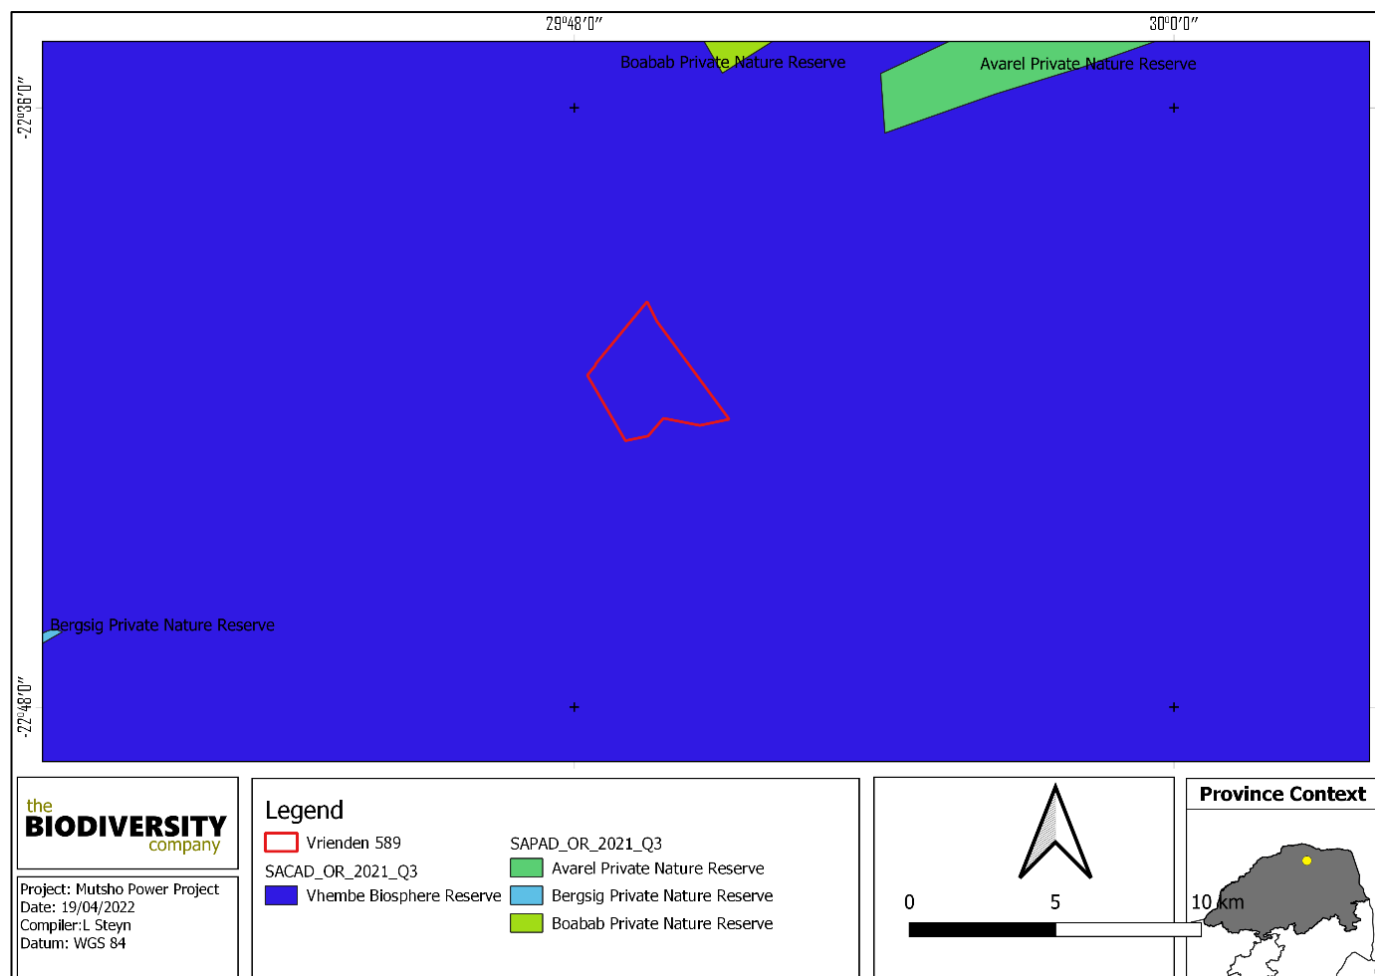 29°48'0"
30°0'0"
Boabab Private Nature Reserve
Avarel Private Nature Reserve
-22°36'0"
Bergsig Private Nature Reserve
-22°48'0"
the
BIODIVERSITY
company
Project: Mutsho Power Project
Date: 19/04/2022
Compiler:L Steyn
Datum: WGS 84
Legend
Vrienden 589
SACAD_OR_2021_Q3
Vhembe Biosphere Reserve
SAPAD_OR_2021_Q3
Avarel Private Nature Reserve
Bergsig Private Nature Reserve
Boabab Private Nature Reserve
0 5 10 km
Province Context